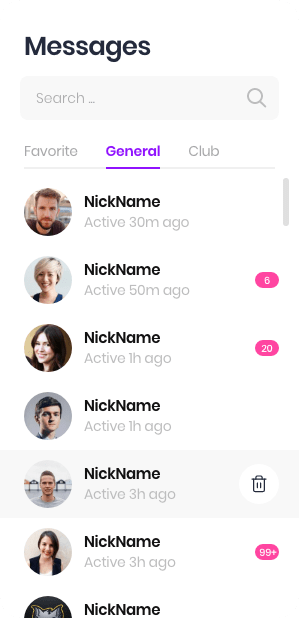 Messages
Search ...
Favorite General Club
NickName
Active 30m ago
NickName
Active 50m ago
6
NickName
Active 1h ago
20
NickName
Active 1h ago
NickName
Active 3h ago
NickName
Active 3h ago
99+
NickName